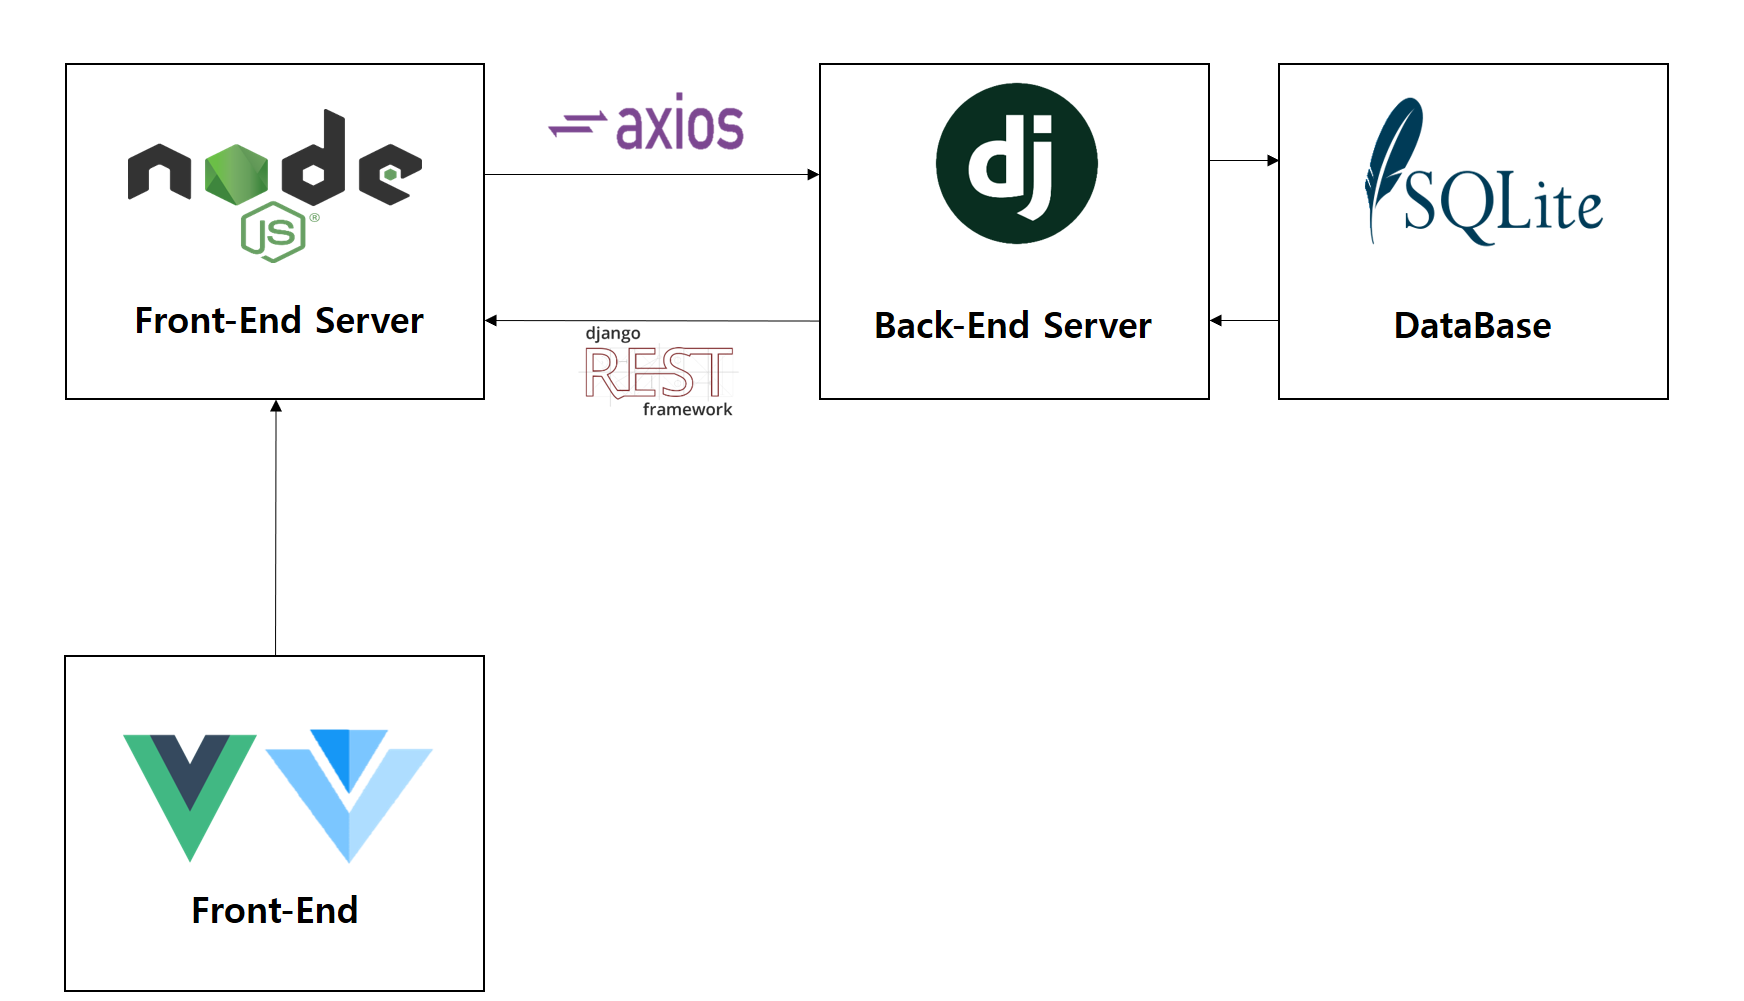 node
JS®
Front-End Server
axios
django
REST
framework
dj
Back-End Server
SQLite
DataBase
Front-End